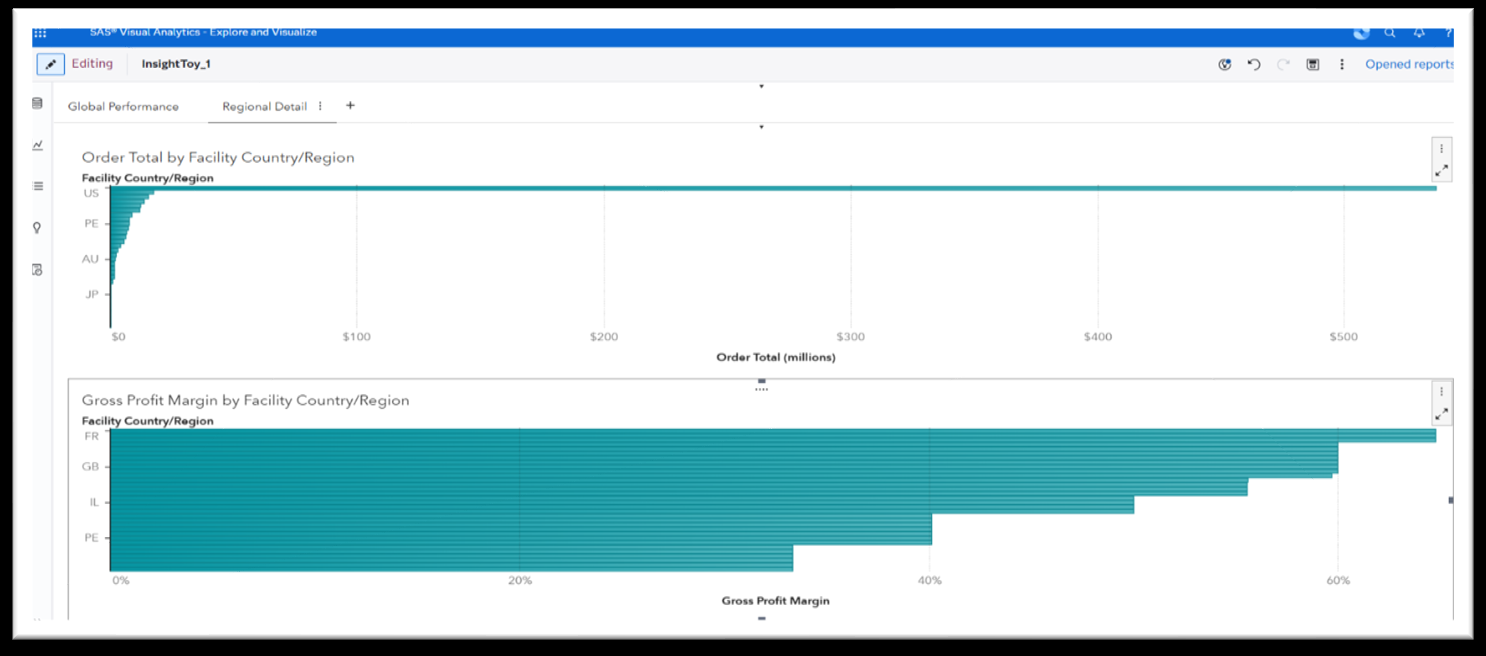 SAS® Visual Analytics - Explore and Visualize
?
Editing
InsightToy_1
Opened reports
Global Performance
Regional Detail
+
Order Total by Facility Country/Region
Facility Country/Region
US
PE
AU
JP
$0 $100 $200 $300 $400 $500
Order Total (millions)
Gross Profit Margin by Facility Country/Region
Facility Country/Region
FR
GB
IL
PE
0% 20% 40% 60%
Gross Profit Margin